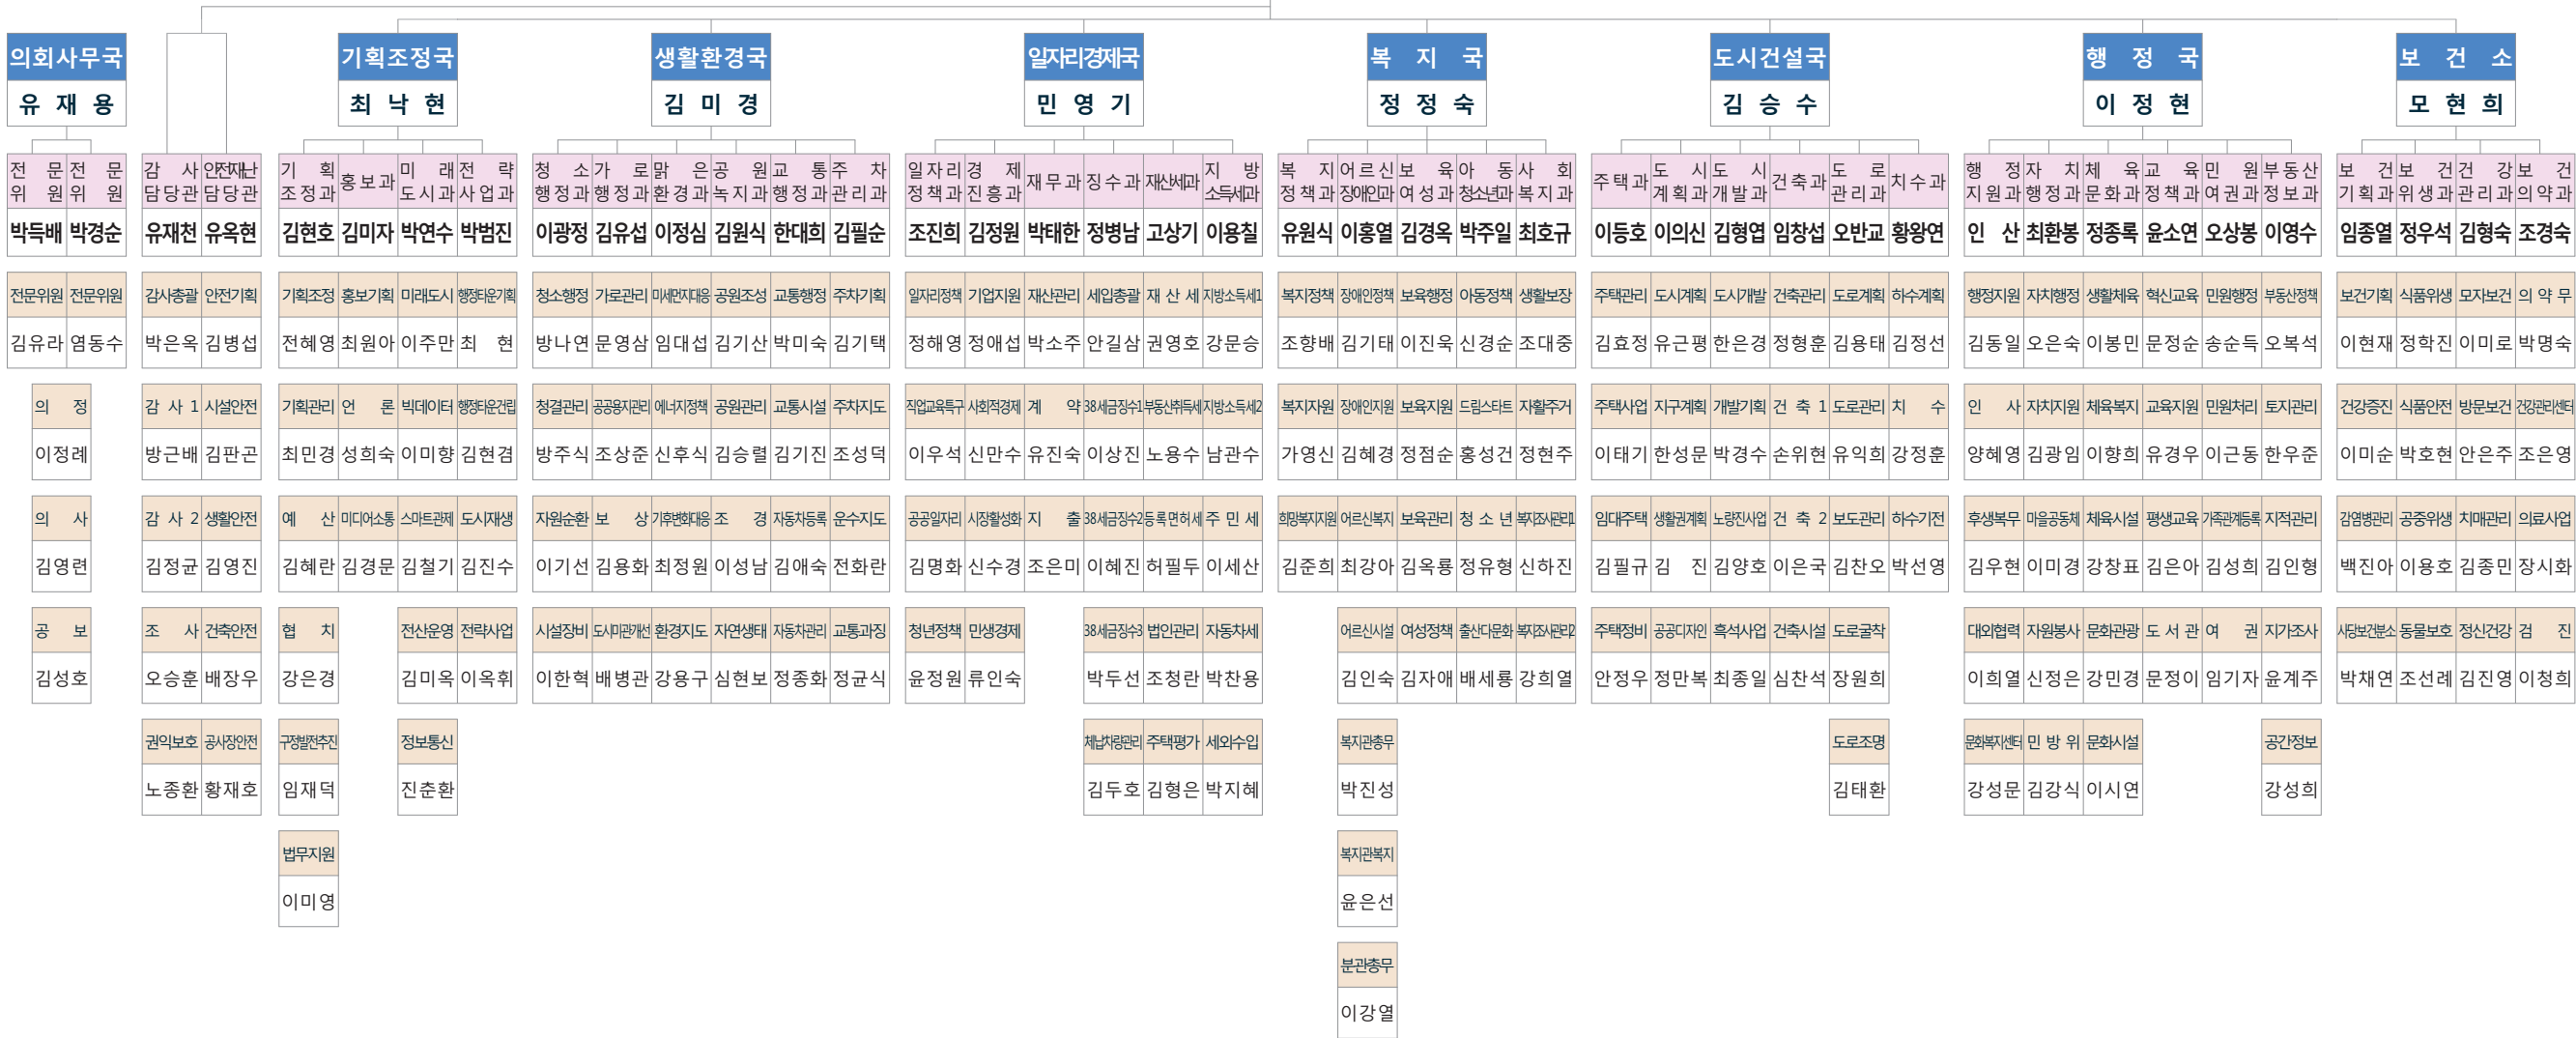 의회사무국 기획조정국 생활환경국 일자리경제국 복 지 국 도시건설국 행 정 국 보 건 소
유 재 용 최 낙 현 김 미 경 민 영 기 정 정 숙 김 승 수 이 정 현 모 현 희
전 문 전 문 감 사 안전재난 기 획 홍보과 미 래 전 략 청 소 가 로 맑 은 공 원 교 통 주 차 일자리 경 제 재무과 징수과 재산세과 지 방 복 지 어르신 보 육 아 동 사 회 주택과 도 시 도 시 건축과 도 로 치수과 행 정 자 치 체 육 교 육 민 원 부동산 보 건 보 건 건 강 보 건
위 원 위 원 담당관 담당관 조정과 도시과 사업과 행정과 행정과 환경과 녹지과 행정과 관리과 정책과 진흥과 소득세과 정책과 장애인과 여성과 청소년과 복지과 계획과 개발과 관리과 지원과 행정과 문화과 정책과 여권과 정보과 기획과 위생과 관리과 의약과
박득배 박경순 유재천 유옥현 김현호 김미자 박연수 박범진 이광정 김유섭 이정심 김원식 한대희 김필순 조진희 김정원 박태한 정병남 고상기 이용칠 유원식 이홍열 김경옥 박주일 최호규 이등호 이의신 김형엽 임창섭 오반교 황왕연 인 산 최환봉 정종록 윤소연 오상봉 이영수 임종열 정우석 김형숙 조경숙
전문위원 전문위원 감사총괄 안전기획 기획조정 홍보기획 미래도시 행정타운기획 청소행정 가로관리 미세먼지대응 공원조성 교통행정 주차기획 일자리정책 기업지원 재산관리 세입총괄 재 산 세 지방소득세1 복지정책 장애인정책 보육행정 아동정책 생활보장 주택관리 도시계획 도시개발 건축관리 도로계획 하수계획 행정지원 자치행정 생활체육 혁신교육 민원행정 부동산정책 보건기획 식품위생 모자보건 의 약 무
김유라 염동수 박은옥 김병섭 전혜영 최원아 이주만 최 현 방나연 문영삼 임대섭 김기산 박미숙 김기택 정해영 정애섭 박소주 안길삼 권영호 강문승 조향배 김기태 이진욱 신경순 조대중 김효정 유근평 한은경 정형훈 김용태 김정선 김동일 오은숙 이봉민 문정순 송순득 오복석 이현재 정학진 이미로 박명숙
의 정 감 사 1 시설안전 기획관리 언 론 빅데이터 행정타운건립 청결관리 공공용지관리 에너지정책 공원관리 교통시설 주차지도 직업교육특구 사회적경제 계 약 38세금징수1 부동산취득세 지방소득세2 복지자원 장애인지원 보육지원 드림스타트 자활주거 주택사업 지구계획 개발기획 건 축 1 도로관리 치 수 인 사 자치지원 체육복지 교육지원 민원처리 토지관리 건강증진 식품안전 방문보건 건강관리센터
이정례 방근배 김판곤 최민경 성희숙 이미향 김현겸 방주식 조상준 신후식 김승렬 김기진 조성덕 이우석 신만수 유진숙 이상진 노용수 남관수 가영신 김혜경 정점순 홍성건 정현주 이태기 한성문 박경수 손위현 유익희 강정훈 양혜영 김광임 이향희 유경우 이근동 한우준 이미순 박호현 안은주 조은영
의 사 감 사 2 생활안전 예 산 미디어소통 스마트관제 도시재생 자원순환 보 상 기후변화대응 조 경 자동차등록 운수지도 공공일자리 시장활성화 지 출 38세금징수2 등록면허세 주 민 세 희망복지지원 어르신복지 보육관리 청 소 년 복지조사관리1 임대주택 생활권계획 노량진사업 건 축 2 보도관리 하수기전 후생복무 마을공동체 체육시설 평생교육 가족관계등록 지적관리 감염병관리 공중위생 치매관리 의료사업
김영련 김정균 김영진 김혜란 김경문 김철기 김진수 이기선 김용화 최정원 이성남 김애숙 전화란 김명화 신수경 조은미 이혜진 허필두 이세산 김준희 최강아 김옥룡 정유형 신하진 김필규 김 진 김양호 이은국 김찬오 박선영 김우현 이미경 강창표 김은아 김성희 김인형 백진아 이용호 김종민 장시화
공 보 조 사 건축안전 협 치 전산운영 전략사업 시설장비 도시미관개선 환경지도 자연생태 자동차관리 교통과징 청년정책 민생경제 38세금징수3 법인관리 자동차세 어르신시설 여성정책 출산다문화 복지조사관리2 주택정비 공공디자인 흑석사업 건축시설 도로굴착 대외협력 자원봉사 문화관광 도 서 관 여 권 지가조사 사당보건분소 동물보호 정신건강 검 진
김성호 오승훈 배장우 강은경 김미옥 이옥휘 이한혁 배병관 강용구 심현보 정종화 정균식 윤정원 류인숙 박두선 조청란 박찬용 김인숙 김자애 배세룡 강희열 안정우 정만복 최종일 심찬석 장원희 이희열 신정은 강민경 문정이 임기자 윤계주 박채연 조선례 김진영 이청희
권익보호 공사장안전 구정발전추진 정보통신 체납차량관리 주택평가 세외수입 복지관총무 도로조명 문화복지센터 민 방 위 문화시설 공간정보
노종환 황재호 임재덕 진춘환 김두호 김형은 박지혜 박진성 김태환 강성문 김강식 이시연 강성희
법무지원 복지관복지
이미영 윤은선
분관총무
이강열